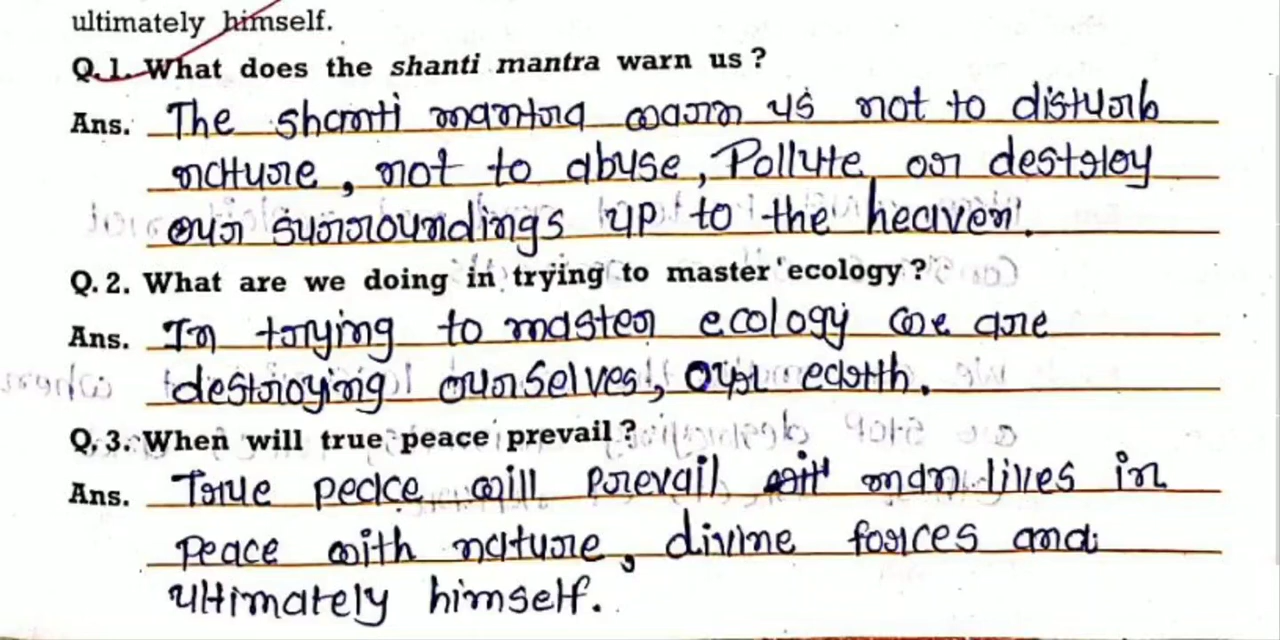 ultimately himself.
Q.1. What does the shanti mantra warn us?
Ans. The shanti mantra warn us not to disturb
nature, not to abuse, Pollute or destroy
our surroundings up to the heaven.
Q.2. What are we doing in trying to master ecology?
Ans. In trying to master ecology we are
destroying ourselves, our earth.
Q.3. When will true peace prevail?
Ans. True peace will prevail man lives in
peace with nature, divine forces and
ultimately himself.